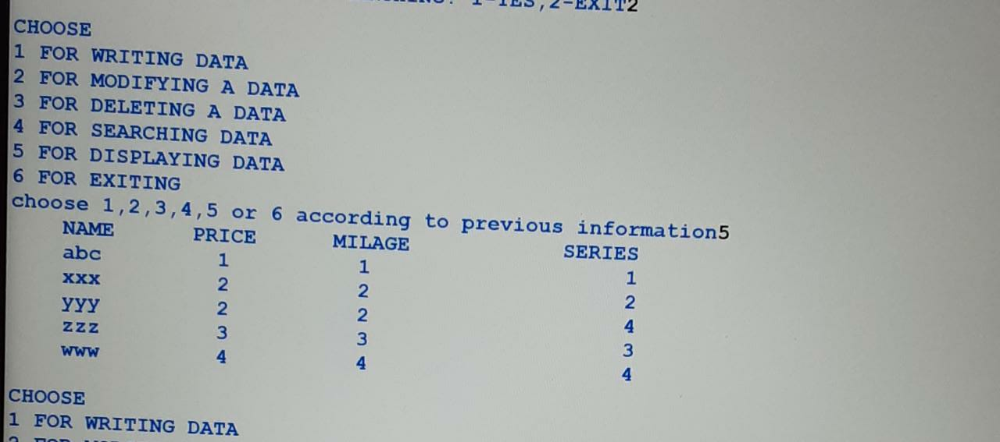 1-YES,2-EXIT2
CHOOSE
1 FOR WRITING DATA
2 FOR MODIFYING A DATA
3 FOR DELETING A DATA
4 FOR SEARCHING DATA
5 FOR DISPLAYING DATA
6 FOR EXITING
choose 1,2,3,4,5 or 6 according to previous information5
NAME PRICE MILAGE SERIES
abc 1 1 1
xxx 2 2 2
yyy 2 2 4
zzz 3 3 3
www 4 4 4
CHOOSE
1 FOR WRITING DATA